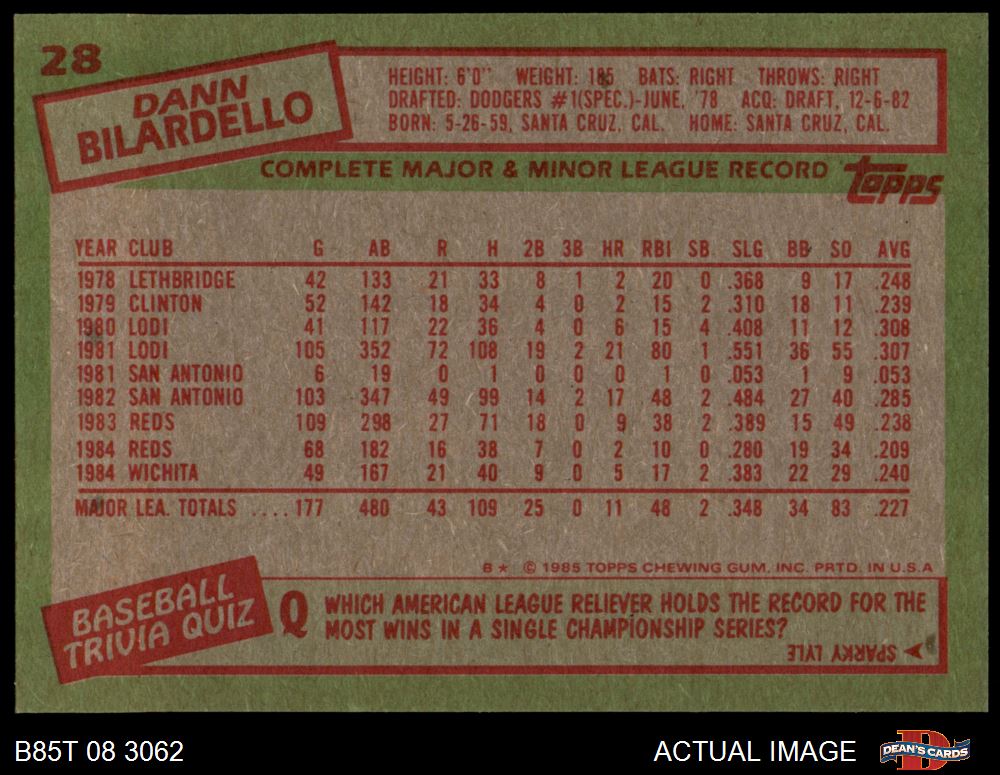 28
DANN
BILARDELLO
HEIGHT: 6'0" WEIGHT: 185 BATS: RIGHT THROWS: RIGHT
DRAFTED: DODGERS #1(SPEC.)-JUNE, '78 ACQ: DRAFT, 12-6-82
BORN: 5-26-59, SANTA CRUZ, CAL. HOME: SANTA CRUZ, CAL.
COMPLETE MAJOR & MINOR LEAGUE RECORD topps
YEAR CLUB G AB R H 2B 3B HR RBI SB SLG BB SO AVG
1978 LETHBRIDGE 42 133 21 33 8 1 2 20 0 .368 9 17 .248
1979 CLINTON 52 142 18 34 4 0 2 15 2 .310 18 11 .239
1980 LODI 41 117 22 36 4 0 6 15 4 .408 11 12 .308
1981 LODI 105 352 72 108 19 2 21 80 1 .551 36 55 .307
1981 SAN ANTONIO 6 19 0 1 0 0 0 1 0 .053 1 9 .053
1982 SAN ANTONIO 103 347 49 99 14 2 17 48 2 .484 27 40 .285
1983 REDS 109 298 27 71 18 0 9 38 2 .389 15 49 .238
1984 REDS 68 182 16 38 7 0 2 10 0 .280 19 34 .209
1984 WICHITA 49 167 21 40 9 0 5 17 2 .383 22 29 .240
MAJOR LEA. TOTALS ....177 480 43 109 25 0 11 48 2 .348 34 83 .227
B* © 1985 TOPPS CHEWING GUM, INC. PRTD. IN U.S.A
BASEBALL
TRIVIA QUIZ
Q WHICH AMERICAN LEAGUE RELIEVER HOLDS THE RECORD FOR THE
MOST WINS IN A SINGLE CHAMPIONSHIP SERIES?
SPARKY LYLE
B85T 08 3062 ACTUAL IMAGE DEAN'S CARDS